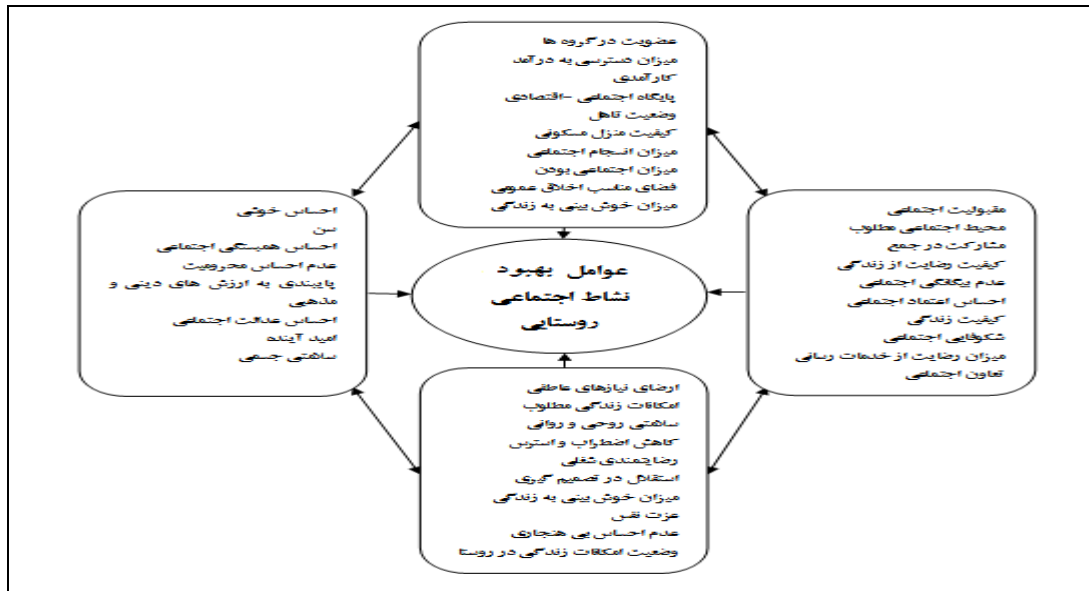 عضویت در گروه ها
میزان دسترسی به درآمد
کارآمدی
پایگاه اجتماعی -اقتصادی
وضعیت تاهل
کیفیت منزل مسکونی
میزان انسجام اجتماعی
میزان اجتماعی بودن
فضای مناسب اخلاق عمومی
میزان خوش بینی به زندگی
مقبولیت اجتماعی
محیط اجتماعی مطلوب
مشارکت در جمع
کیفیت رضایت از زندگی
عدم بیگانگی اجتماعی
احساس اعتماد اجتماعی
کیفیت زندگی
شکوفایی اجتماعی
میزان رضایت از خدمات رسانی
تعاون اجتماعی
عوامل بهبود
نشاط اجتماعی
روستایی
احساس خوشی
سن
احساس همبستگی اجتماعی
عدم احساس محرومیت
پایبندی به ارزش های دینی و
مذهبی
احساس عدالت اجتماعی
امید آینده
سلامتی جسمی
ارضای نیازهای عاطفی
امکانات زندگی مطلوب
سلامتی روحی و روانی
کاهش اضطراب و استرس
رضایتمندی شغلی
استقلال در تصمیم گیری
میزان خوش بینی به زندگی
عزت نفس
عدم احساس بی هنجاری
وضعیت امکانات زندگی در روستا